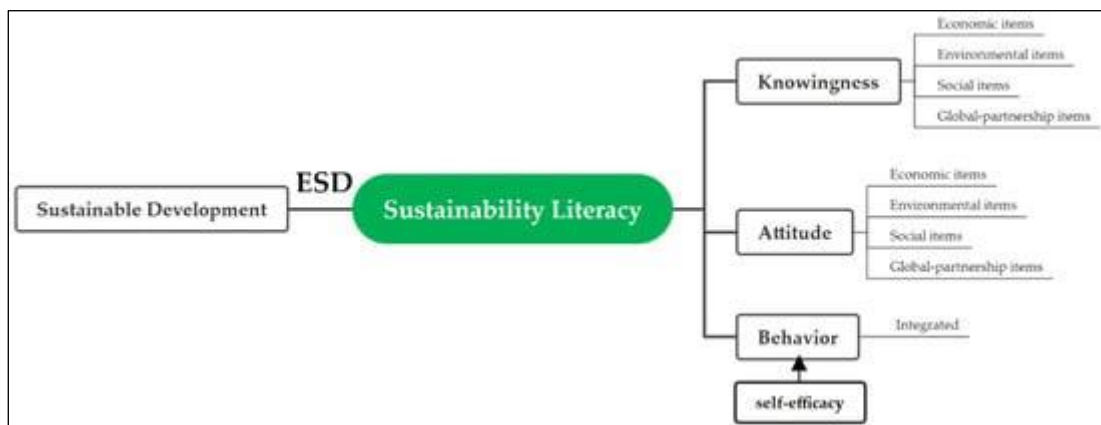 Economic items
Environmental items
Knowingness
Social items
Global-partnership items
ESD
Sustainable Development
Sustainability Literacy
Economic items
Environmental items
Attitude
Social items
Global-partnership items
Behavior
Integrated
self-efficacy